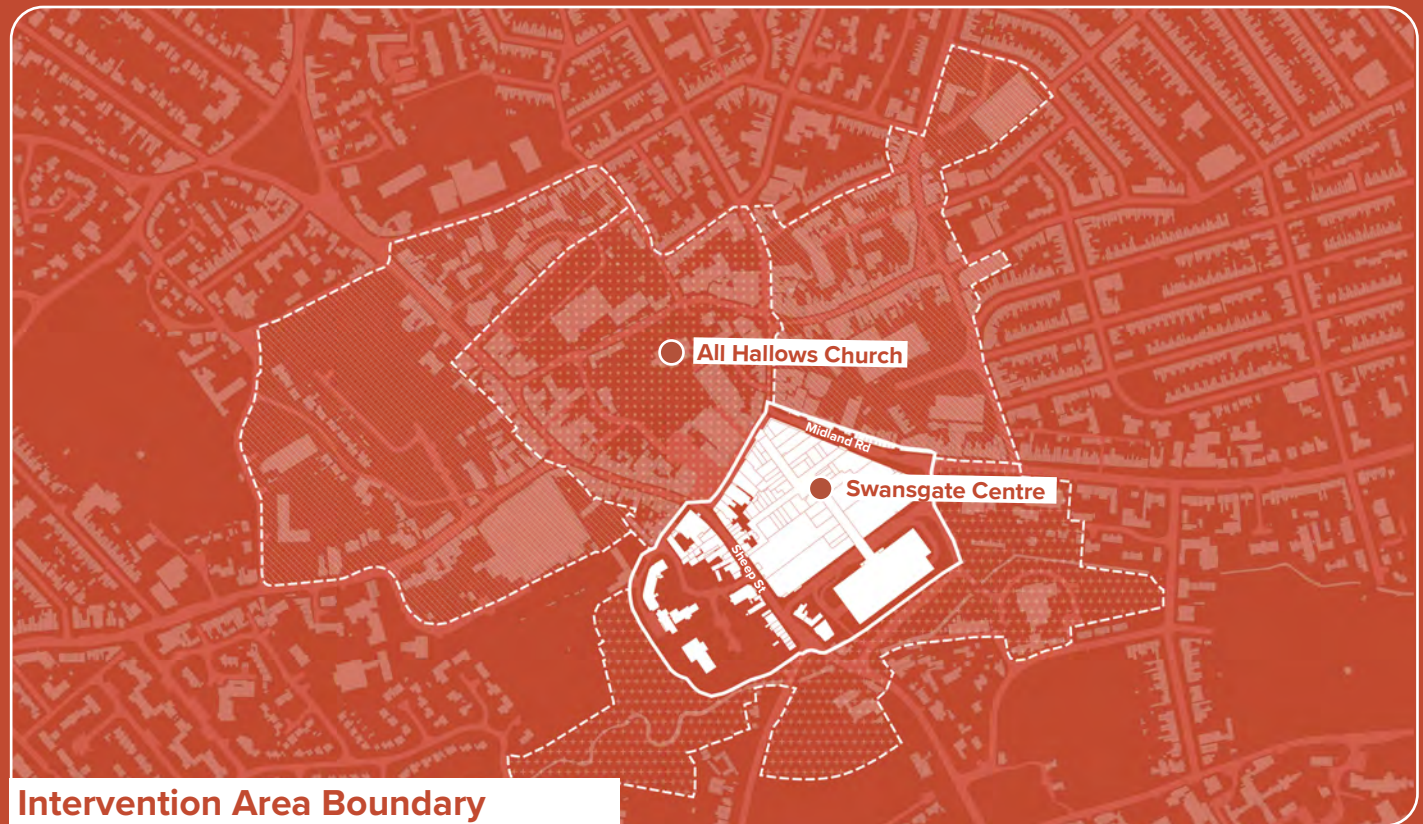 All Hallows Church
Midland Rd
Swansgate Centre
Sheep St
Intervention Area Boundary